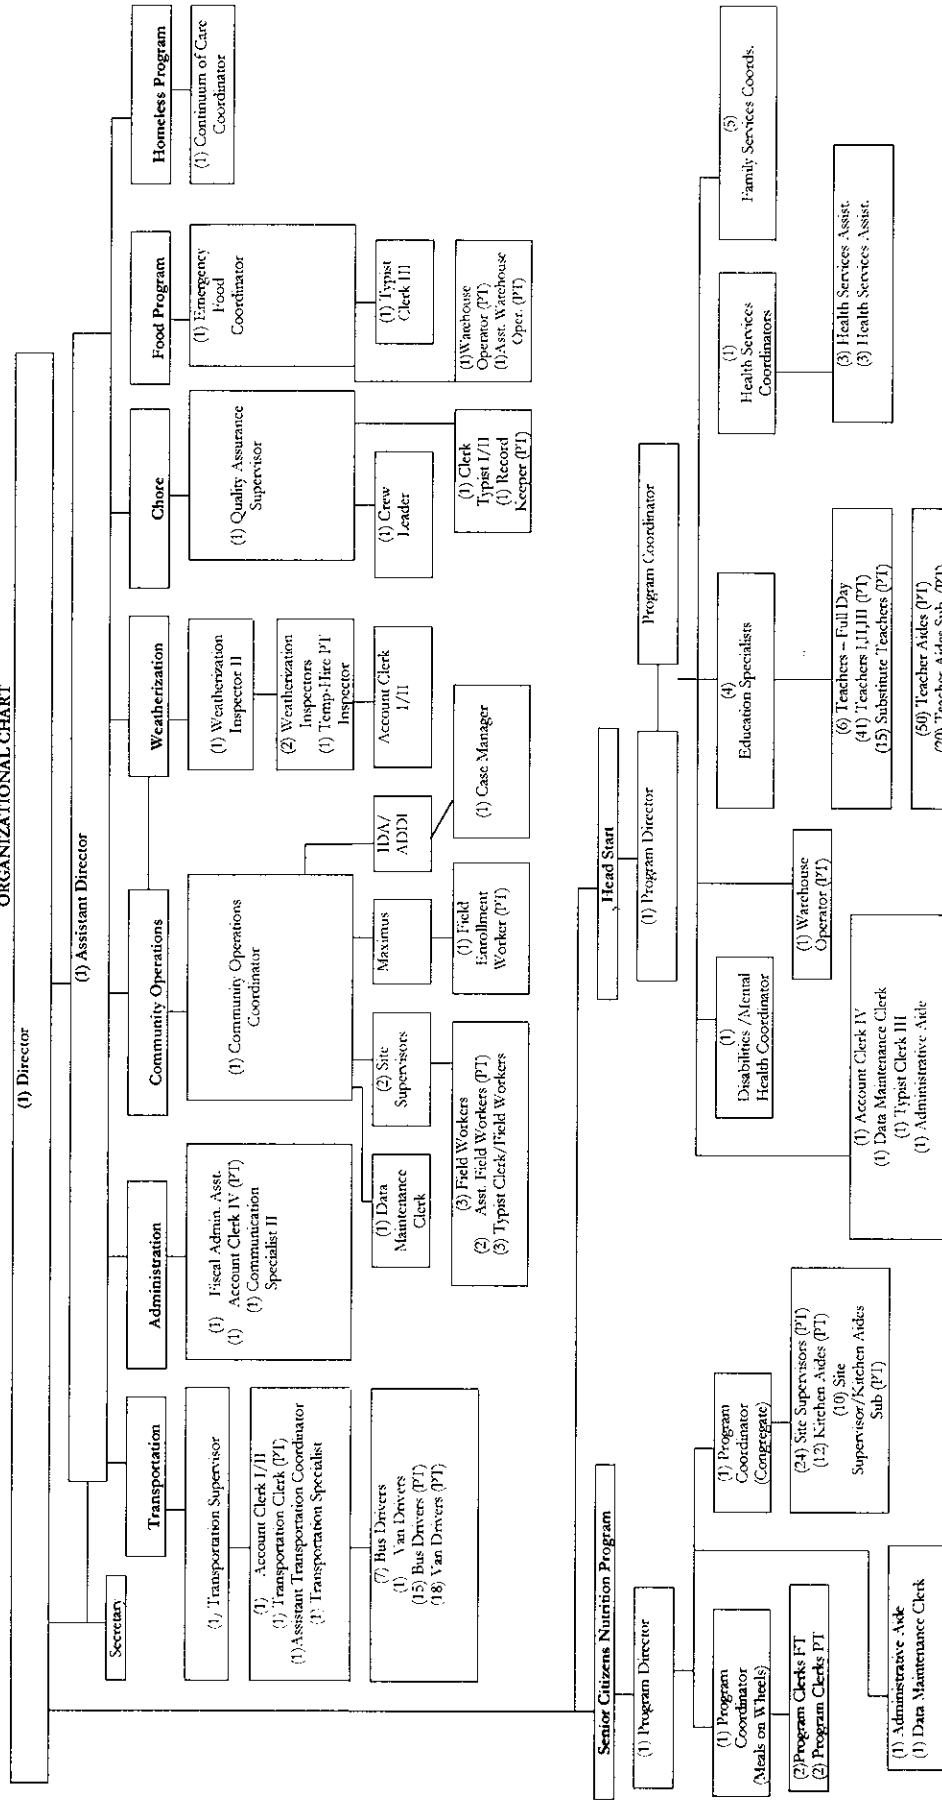 ORGANIZATIONAL CHART
(1) Director
(1) Assistant Director
Secretary
Transportation
(1) Transportation Supervisor
(1) Account Clerk I/II
(1) Transportation Clerk (PT)
(1)Assistant Transportation Coordinator
(1) Transportation Specialist
(7) Bus Drivers
(1) Van Drivers
(15) Bus Drivers (PT)
(18) Van Drivers (PT)
Administration
(1) Fiscal Admin. Asst.
(1) Account Clerk IV (PT)
(1) Communication
Specialist II
Community Operations
(1) Community Operations
Coordinator
(1) Data
Maintenance
Clerk
(2) Site
Supervisors
(3) Field Workers
(2) Asst. Field Workers (PT)
(3) Typist Clerk/Field Workers
Maximus
(1) Field
Enrollment
Worker (PT)
IDA/
ADDI
(1) Case Manager
Weatherization
(1) Weatherization
Inspector II
(2) Weatherization
Inspectors
(1) Temp-Hire PT
Inspector
Account Clerk
I/II
Chore
(1) Quality Assurance
Supervisor
(1) Crew
Leader
(1) Clerk
Typist I/II
(1) Record
Keeper (PT)
Food Program
(1) Emergency
Food
Coordinator
(1) Typist
Clerk III
(1)Warehouse
Operator (PT)
(1)Asst. Warehouse
Oper. (PT)
Homeless Program
(1) Continuum of Care
Coordinator
Senior Citizens Nutrition Program
(1) Program Director
(1) Program
Coordinator
(Meals on Wheels)
(2)Program Clerks FT
(2) Program Clerks PT
(1) Administrative Aide
(1) Data Maintenance Clerk
(1) Program
Coordinator
(Congregate)
(24) Site Supervisors (PT)
(12) Kitchen Aides (PT)
(10) Site
Supervisor/Kitchen Aides
Sub (PT)
Head Start
(1) Program Director
Program Coordinator
(1) Account Clerk IV
(1) Data Maintenance Clerk
(1) Typist Clerk III
(1) Administrative Aide
(1)
Disabilities /Mental
Health Coordinator
(1) Warehouse
Operator (PT)
(4)
Education Specialists
(6) Teachers – Full Day
(41) Teachers I,II,III (PT)
(15) Substitute Teachers (PT)
(50) Teacher Aides (PT)
(20) Teacher Aides Sub (PT)
(1)
Health Services
Coordinators
(3) Health Services Assist.
(3) Health Services Assist.
(5)
Family Services Coords.